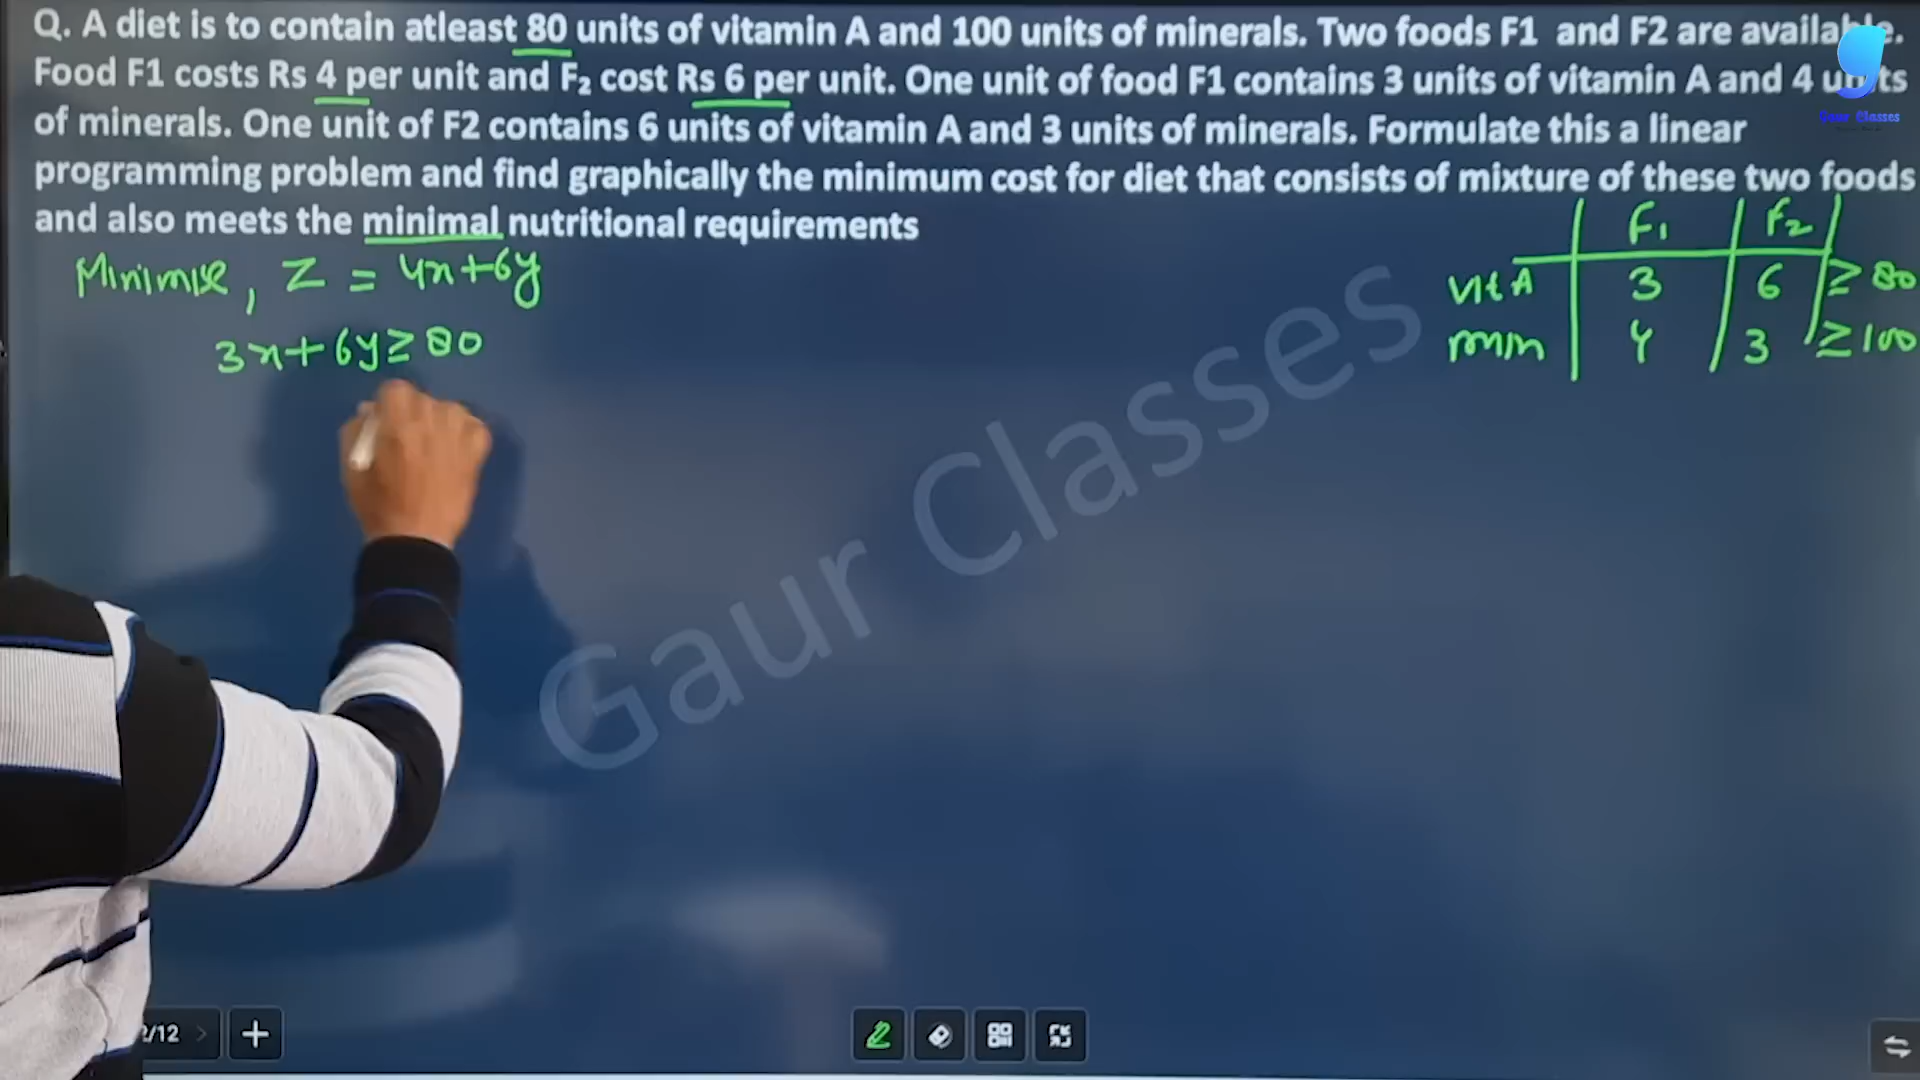 Q. A diet is to contain atleast 80 units of vitamin A and 100 units of minerals. Two foods F1 and F2 are available.
Food F1 costs Rs 4 per unit and F₂ cost Rs 6 per unit. One unit of food F1 contains 3 units of vitamin A and 4 units
of minerals. One unit of F2 contains 6 units of vitamin A and 3 units of minerals. Formulate this a linear
programming problem and find graphically the minimum cost for diet that consists of mixture of these two foods
and also meets the minimal nutritional requirements
Gaur Classes
F₁ F₂
Minimise, Z = 4x+6y
vit A 3 6 ≥ 80
3x+6y≥80
min 4 3 ≥100
Gaur Classes
2/12